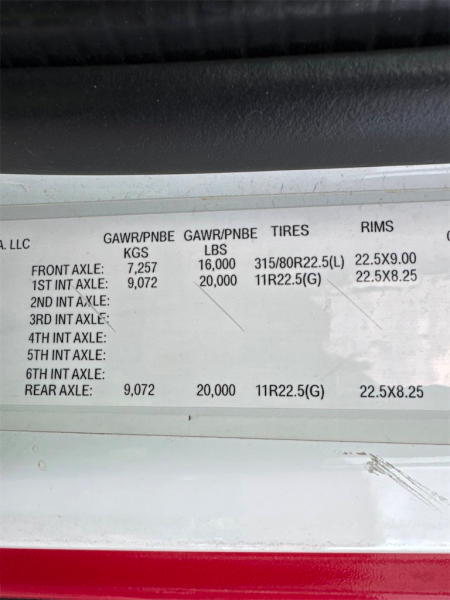 A. LLC
GAWR/PNBE GAWR/PNBE TIRES RIMS
KGS LBS
FRONT AXLE: 7,257 16,000 315/80R22.5(L) 22.5X9.00
1ST INT AXLE: 9,072 20,000 11R22.5(G) 22.5X8.25
2ND INT AXLE:
3RD INT AXLE:
4TH INT AXLE:
5TH INT AXLE:
6TH INT AXLE:
REAR AXLE: 9,072 20,000 11R22.5(G) 22.5X8.25